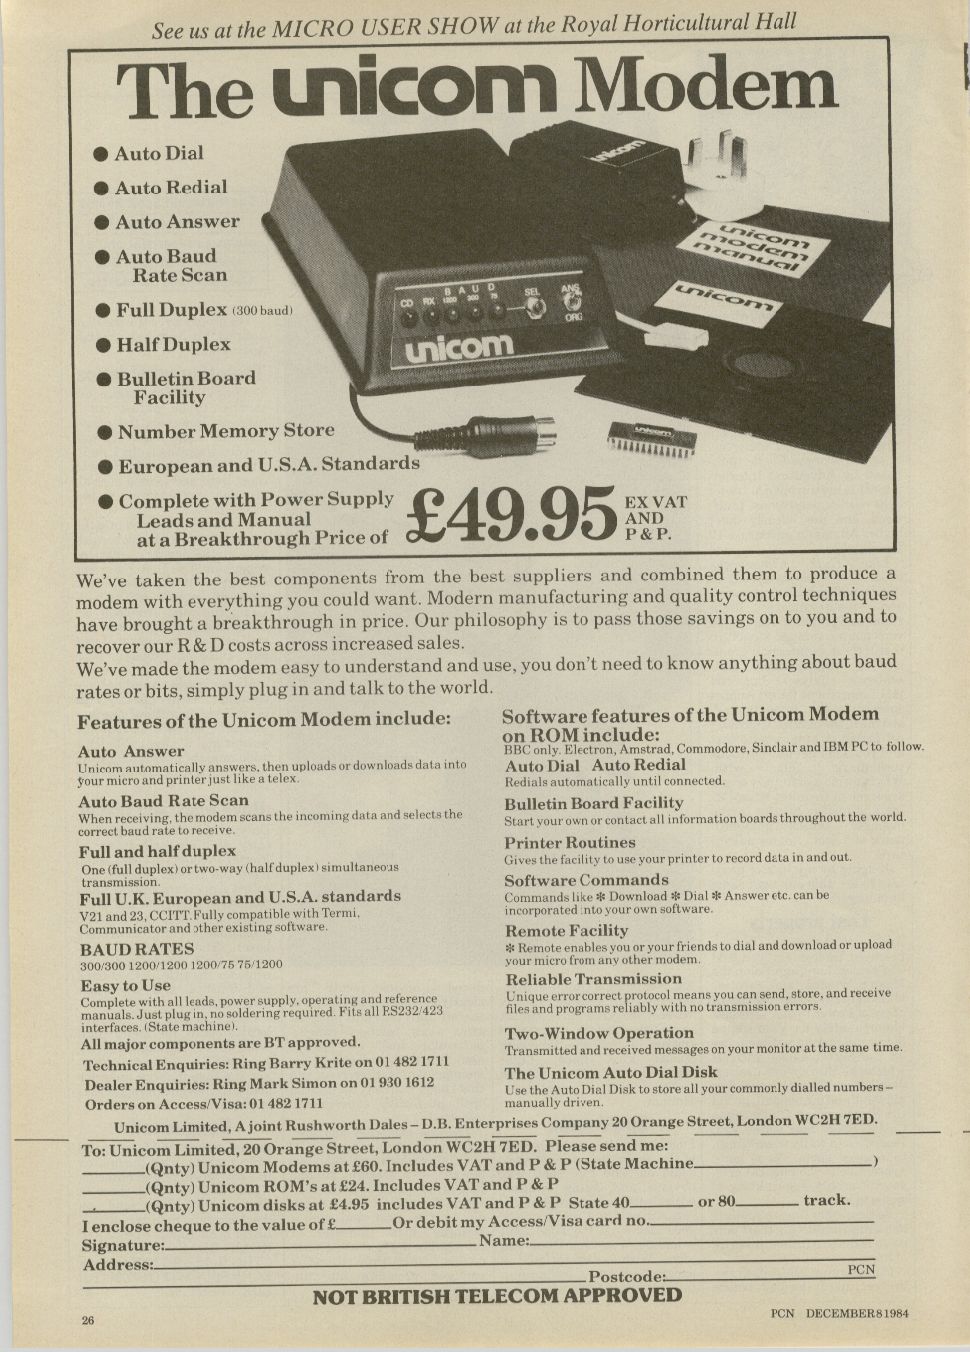 See us at the MICRO USER SHOW at the Royal Horticultural Hall
The unicom Modem
● Auto Dial
● Auto Redial
● Auto Answer
● Auto Baud
Rate Scan
● Full Duplex (300 baud)
● Half Duplex
● Bulletin Board
Facility
● Number Memory Store
● European and U.S.A. Standards
● Complete with Power Supply
Leads and Manual
at a Breakthrough Price of
£49.95 EX VAT
AND
P & P.
unicom
unicom
modem
manual
unicom
BAUD
CD RX 1200 300 75 SEL ANS
ORG
unicom
unicom
We've taken the best components from the best suppliers and combined them to produce a
modem with everything you could want. Modern manufacturing and quality control techniques
have brought a breakthrough in price. Our philosophy is to pass those savings on to you and to
recover our R & D costs across increased sales.
We've made the modem easy to understand and use, you don't need to know anything about baud
rates or bits, simply plug in and talk to the world.
Features of the Unicom Modem include:
Auto Answer
Unicom automatically answers, then uploads or downloads data into
your micro and printer just like a telex.
Auto Baud Rate Scan
When receiving, the modem scans the incoming data and selects the
correct baud rate to receive.
Full and half duplex
One (full duplex) or two-way (half duplex) simultaneous
transmission.
Full U.K. European and U.S.A. standards
V21 and 23, CCITT. Fully compatible with Termi,
Communicator and other existing software.
BAUD RATES
300/300 1200/1200 1200/75 75/1200
Easy to Use
Complete with all leads, power supply, operating and reference
manuals. Just plug in, no soldering required. Fits all RS232/423
interfaces. (State machine).
All major components are BT approved.
Technical Enquiries: Ring Barry Krite on 01 482 1711
Dealer Enquiries: Ring Mark Simon on 01 930 1612
Orders on Access/Visa: 01 482 1711
Software features of the Unicom Modem
on ROM include:
BBC only. Electron, Amstrad, Commodore, Sinclair and IBM PC to follow.
Auto Dial Auto Redial
Redials automatically until connected.
Bulletin Board Facility
Start your own or contact all information boards throughout the world.
Printer Routines
Gives the facility to use your printer to record data in and out.
Software Commands
Commands like ✻ Download ✻ Dial ✻ Answer etc. can be
incorporated into your own software.
Remote Facility
✻ Remote enables you or your friends to dial and download or upload
your micro from any other modem.
Reliable Transmission
Unique error correct protocol means you can send, store, and receive
files and programs reliably with no transmission errors.
Two-Window Operation
Transmitted and received messages on your monitor at the same time.
The Unicom Auto Dial Disk
Use the Auto Dial Disk to store all your commonly dialled numbers –
manually driven.
Unicom Limited, A joint Rushworth Dales – D.B. Enterprises Company 20 Orange Street, London WC2H 7ED.
To: Unicom Limited, 20 Orange Street, London WC2H 7ED. Please send me:
______(Qnty) Unicom Modems at £60. Includes VAT and P & P (State Machine______)
______(Qnty) Unicom ROM's at £24. Includes VAT and P & P
______(Qnty) Unicom disks at £4.95 includes VAT and P & P State 40______ or 80______ track.
I enclose cheque to the value of £______Or debit my Access/Visa card no.______
Signature:______Name:______
Address:______
______Postcode:______ PCN
NOT BRITISH TELECOM APPROVED
26
PCN DECEMBER 8 1984